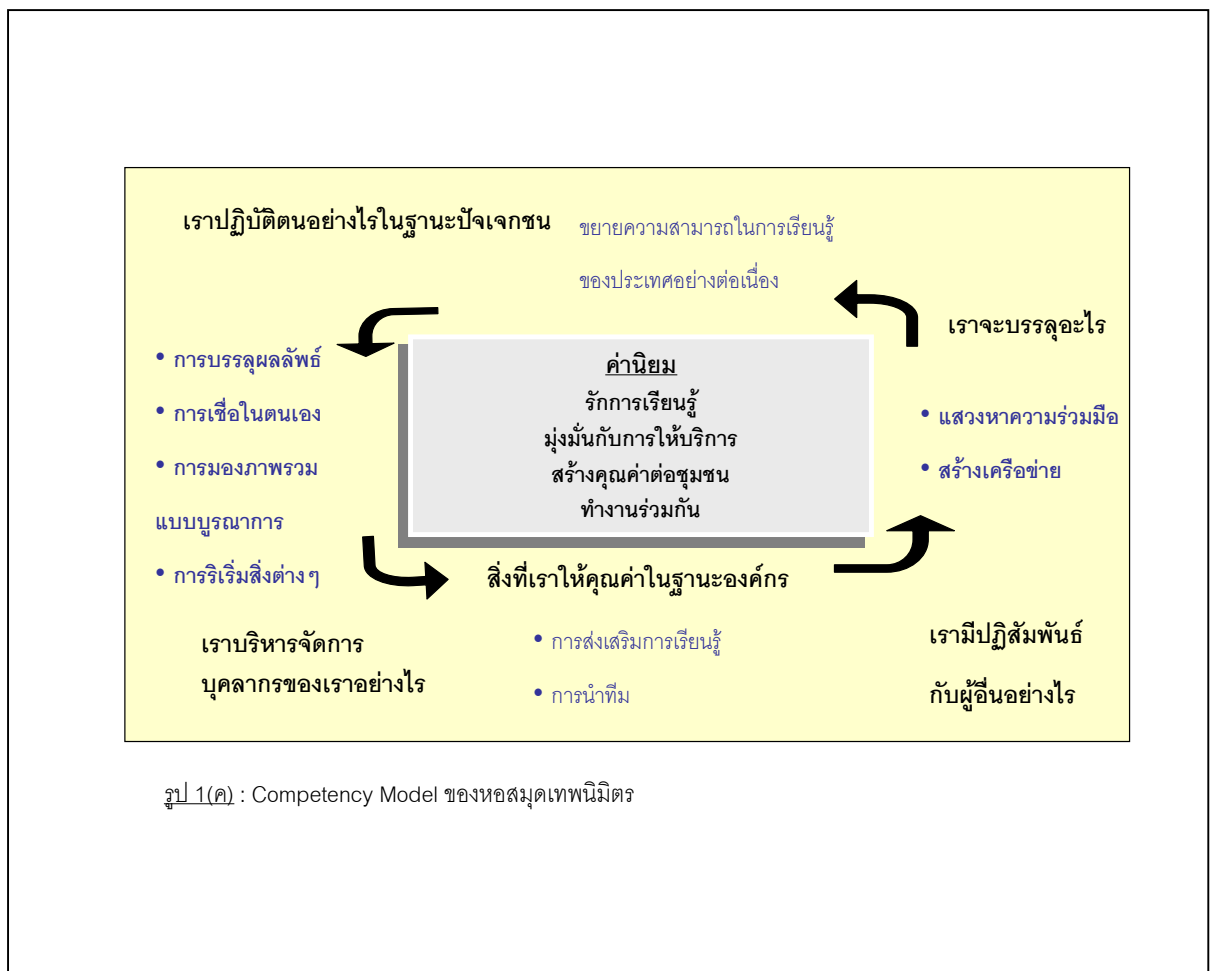 เราปฏิบัติตนอย่างไรในฐานะปัจเจกชน
ขยายความสามารถในการเรียนรู้
ของประเทศอย่างต่อเนื่อง
เราจะบรรลุอะไร
• การบรรลุผลลัพธ์
• การเชื่อในตนเอง
• การมองภาพรวม
แบบบูรณาการ
• การริเริ่มสิ่งต่างๆ
ค่านิยม
รักการเรียนรู้
มุ่งมั่นกับการให้บริการ
สร้างคุณค่าต่อชุมชน
ทำงานร่วมกัน
• แสวงหาความร่วมมือ
• สร้างเครือข่าย
สิ่งที่เราให้คุณค่าในฐานะองค์กร
เราบริหารจัดการ
บุคลากรของเราอย่างไร
• การส่งเสริมการเรียนรู้
• การนำทีม
เรามีปฏิสัมพันธ์
กับผู้อื่นอย่างไร
รูป 1(ค) : Competency Model ของหอสมุดเทพนิมิตร